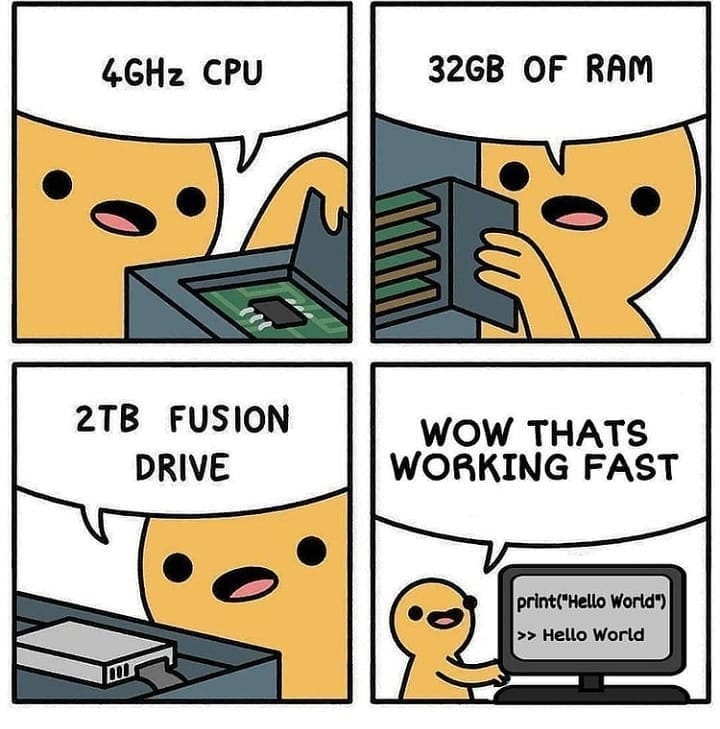 4GHz CPU
32GB OF RAM
2TB FUSION
DRIVE
WOW THATS
WORKING FAST
print("Hello World")
>> Hello World